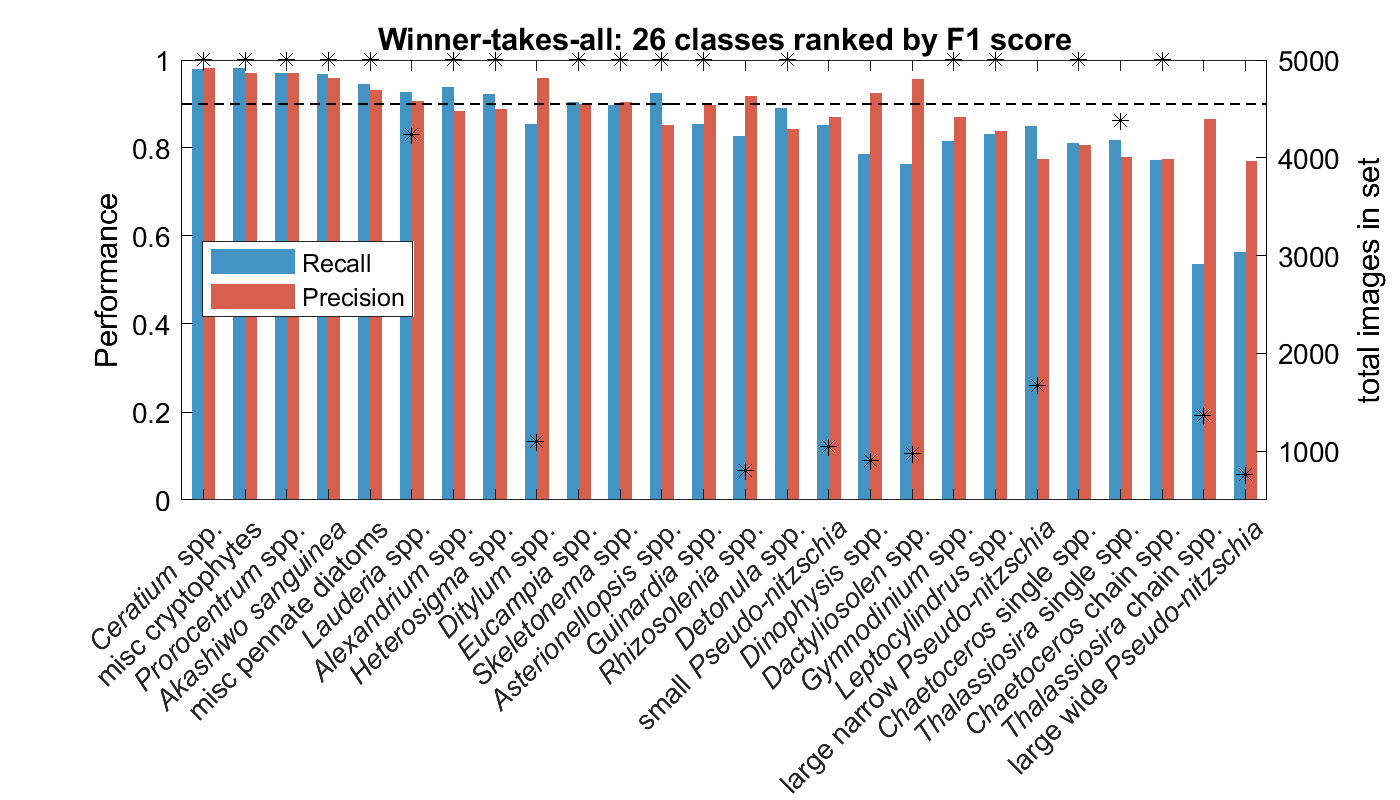 Winner-takes-all: 26 classes ranked by F1 score
Performance
1
0.8
0.6
0.4
0.2
0
Recall
Precision
5000
4000
3000
2000
1000
total images in set
Ceratium spp.
misc cryptophytes
Prorocentrum spp.
Akashiwo sanguinea
misc pennate diatoms
Lauderia spp.
Alexandrium spp.
Heterosigma spp.
Ditylum spp.
Eucampia spp.
Skeletonema spp.
Asterionellopsis spp.
Guinardia spp.
Rhizosolenia spp.
Detonula spp.
small Pseudo-nitzschia
Dinophysis spp.
Dactyliosolen spp.
Gymnodinium spp.
Leptocylindrus spp.
large narrow Pseudo-nitzschia
Chaetoceros single spp.
Thalassiosira single spp.
Chaetoceros chain spp.
Thalassiosira chain spp.
large wide Pseudo-nitzschia